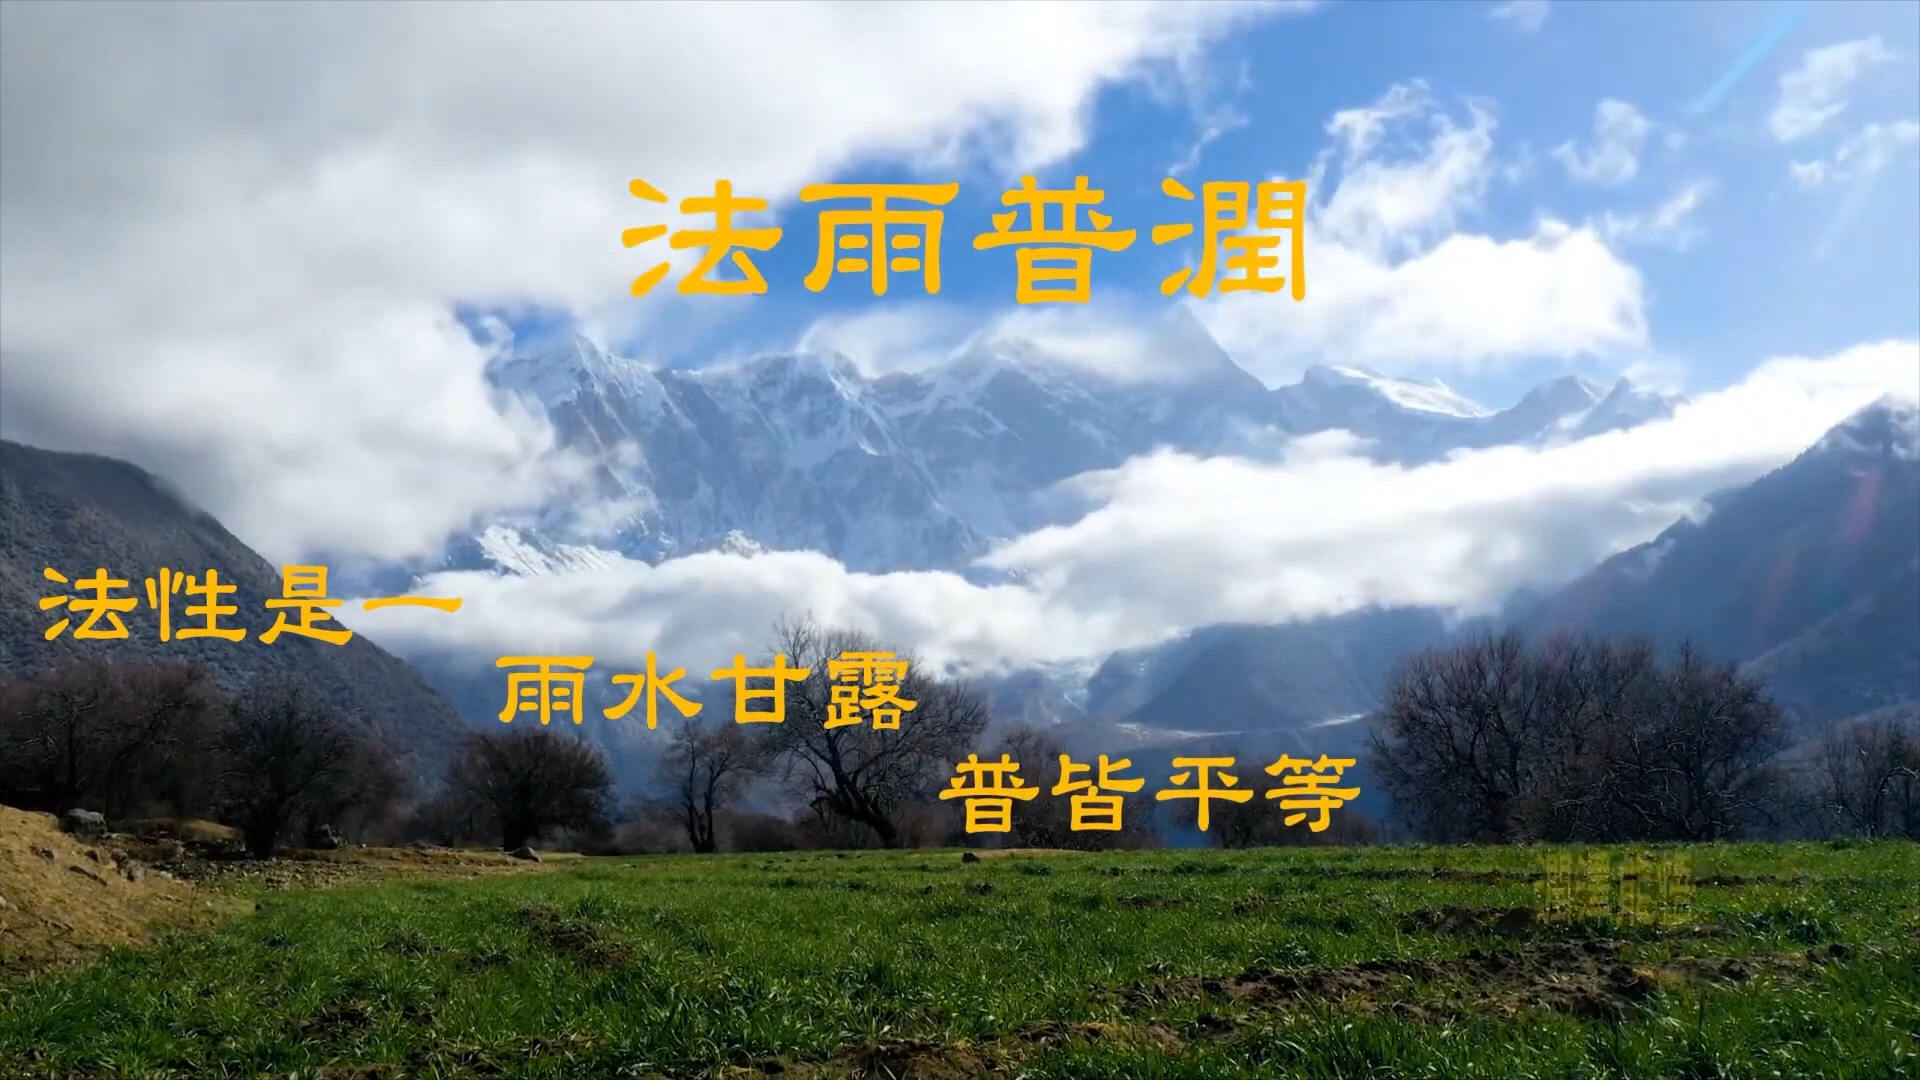 法雨普潤
法性是一
雨水甘露
普皆平等